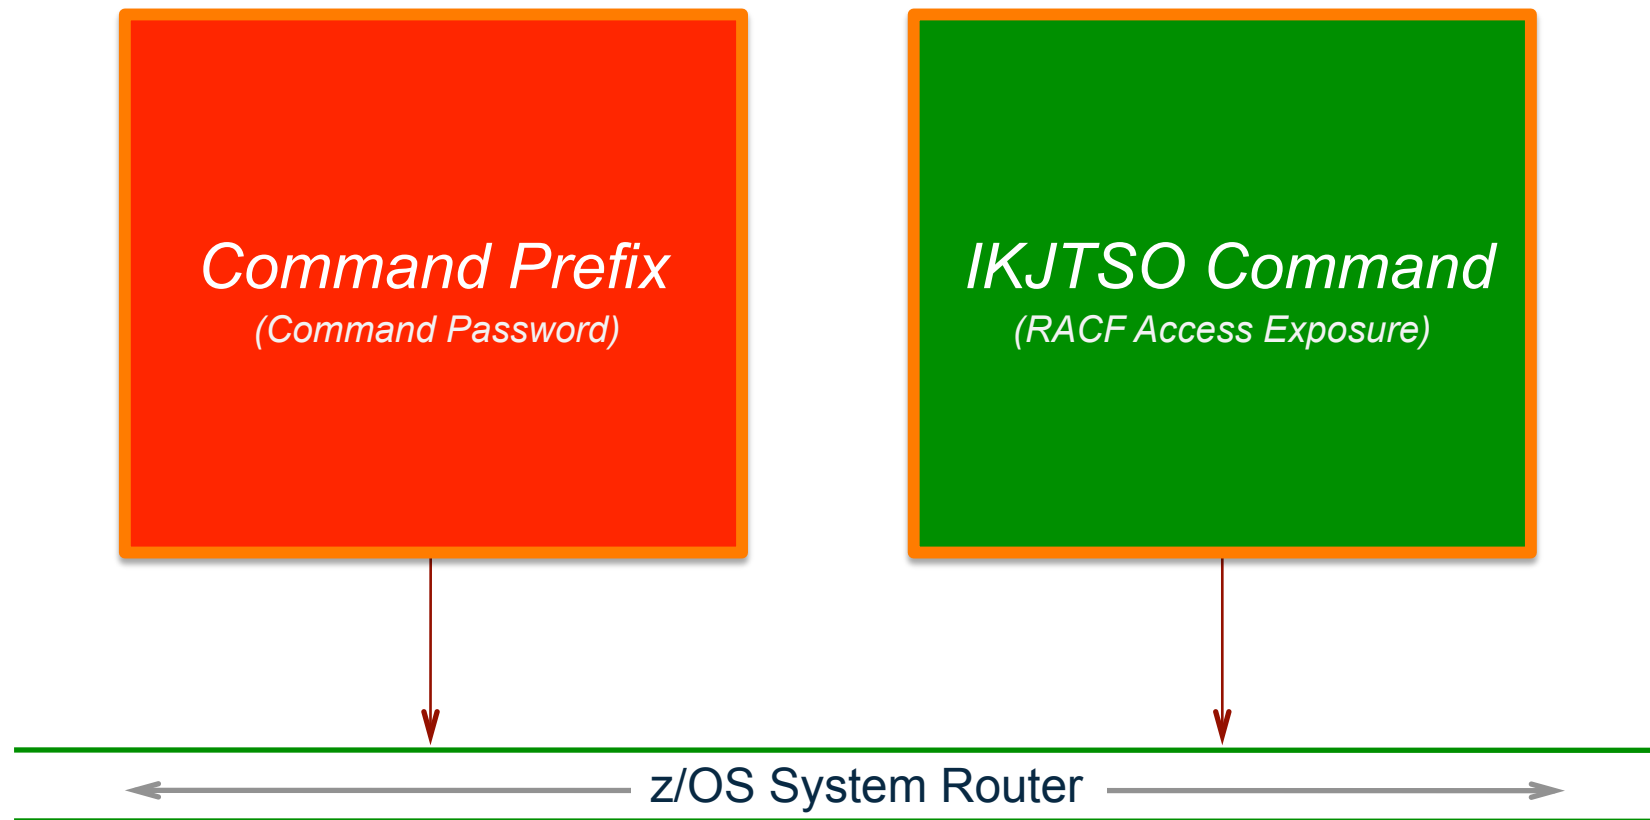 Command Prefix
(Command Password)
IKJTSO Command
(RACF Access Exposure)
z/OS System Router